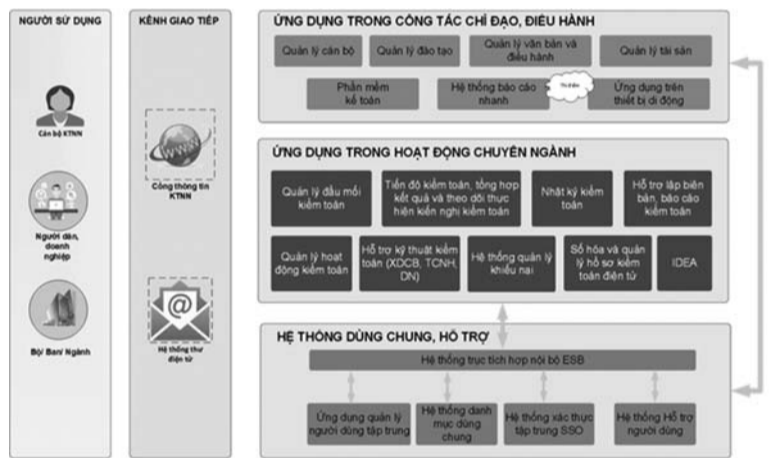 NGƯỜI SỬ DỤNG
Cán bộ KTNN
Người dân,
doanh
nghiệp
Bộ/ Ban/ Ngành
KÊNH GIAO TIẾP
Cổng thông tin
KTNN
Hệ thống thư
điện tử
ỨNG DỤNG TRONG CÔNG TÁC CHỈ ĐẠO, ĐIỀU HÀNH
Quản lý cán bộ
Quản lý đào tạo
Quản lý văn bản và
điều hành
Quản lý tài sản
Phần mềm
kế toán
Hệ thống báo cáo
nhanh
Ứng dụng trên
thiết bị di động
ỨNG DỤNG TRONG HOẠT ĐỘNG CHUYÊN NGÀNH
Quản lý đầu mối
kiểm toán
Tiến độ kiểm toán, tổng hợp
kết quả và theo dõi thực
hiện kiến nghị kiểm toán
Nhật ký kiểm
toán
Hỗ trợ lập biên
bản, báo cáo
kiểm toán
Quản lý hoạt
động kiểm toán
Hỗ trợ kỹ thuật kiểm
toán (XDCB, TCNH,
DN)
Hệ thống quản lý
khiếu nại
Số hóa và quản
lý hồ sơ kiểm
toán điện tử
IDEA
HỆ THỐNG DÙNG CHUNG, HỖ TRỢ
Hệ thống trục tích hợp nội bộ ESB
Ứng dụng quản lý
người dùng tập trung
Hệ thống danh
mục dùng
chung
Hệ thống xác thực
tập trung SSO
Hệ thống Hỗ trợ
người dùng